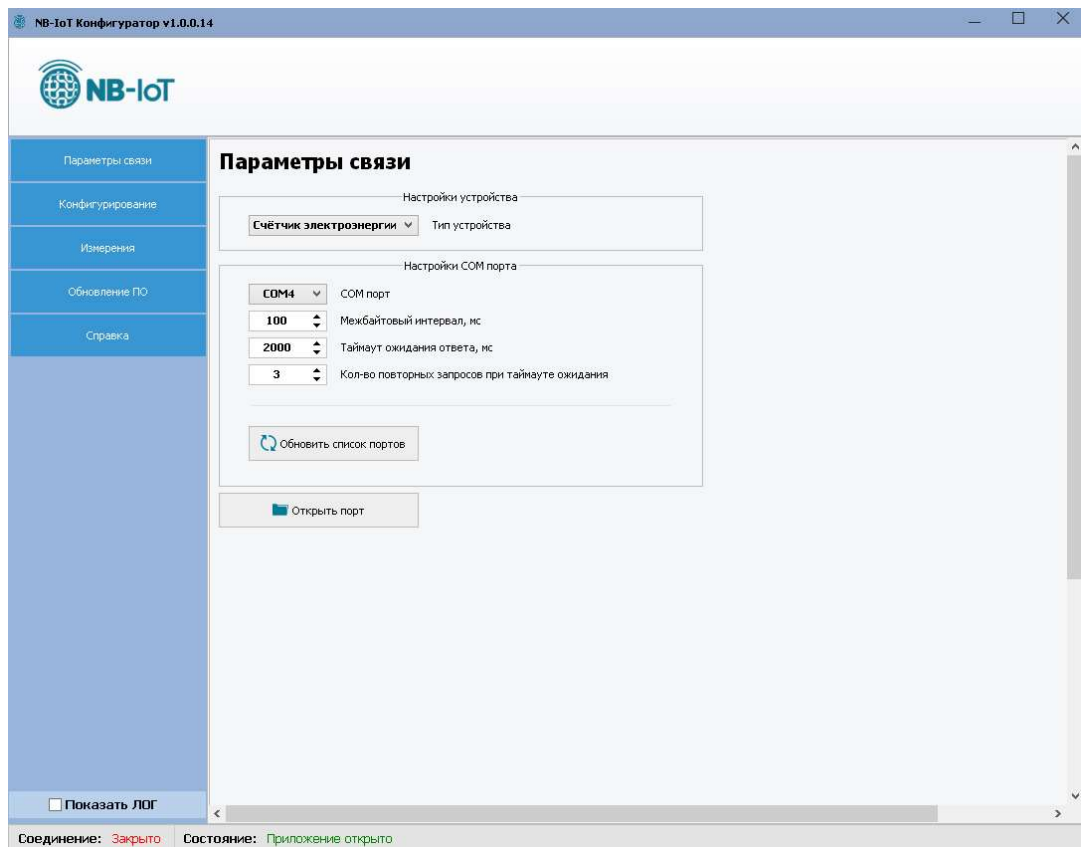 NB-IoT Конфигуратор v1.0.0.14
NB-IoT
Параметры связи
Конфигурирование
Измерения
Обновление ПО
Справка
Параметры связи
Настройки устройства
Счётчик электроэнергии Тип устройства
Настройки COM порта
COM4 COM порт
100 Межбайтовый интервал, мс
2000 Таймаут ожидания ответа, мс
3 Кол-во повторных запросов при таймауте ожидания
Обновить список портов
Открыть порт
Показать ЛОГ
Соединение: Закрыто Состояние: Приложение открыто